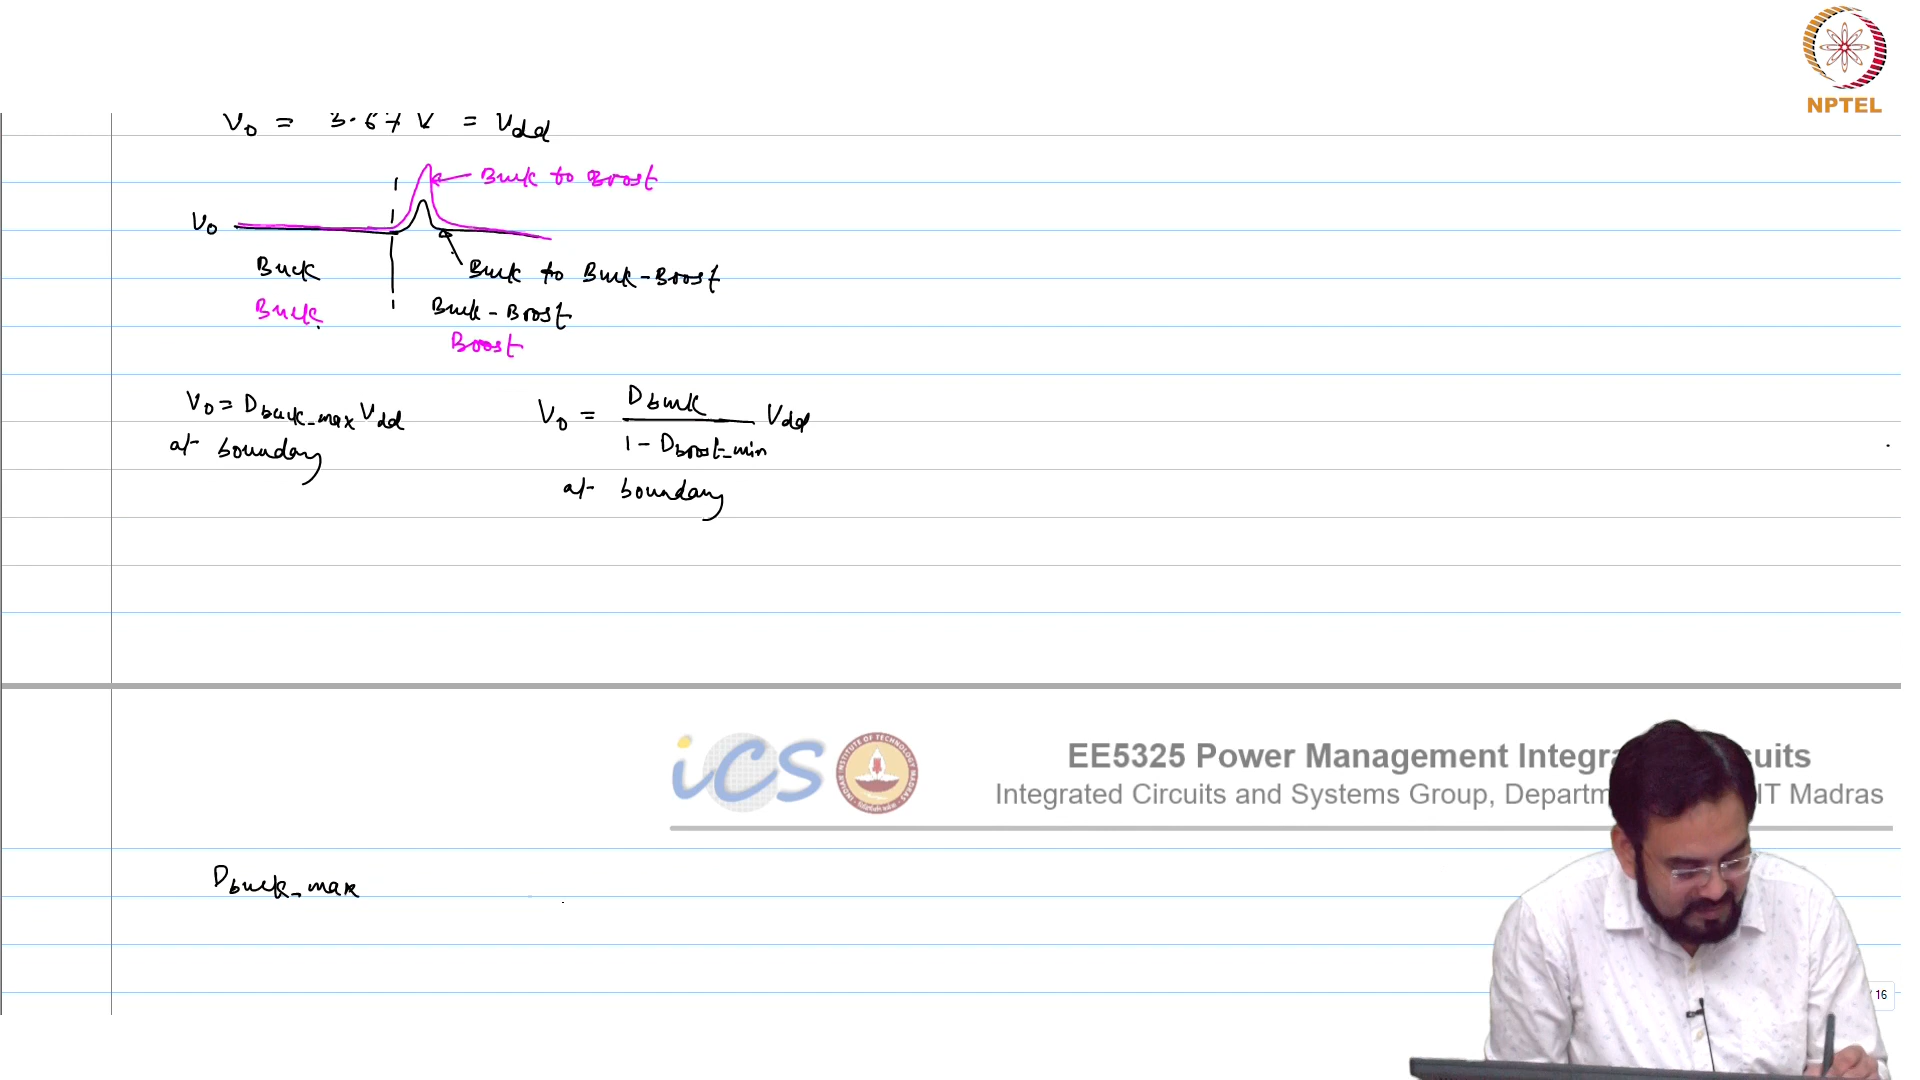 NPTEL
V0 = 3.67 V = Vdd
Buck to Boost
V0
Buck
Buck to Buck-Boost
Buck
Buck-Boost
Boost
V0 = Dbuck_max Vdd
at boundary
V0 = Dbuck / 1 - Dboost_min Vdd
at boundary
iCS
EE5325 Power Management Integra uits
Integrated Circuits and Systems Group, Departm IT Madras
Dbuck_max
/ 16